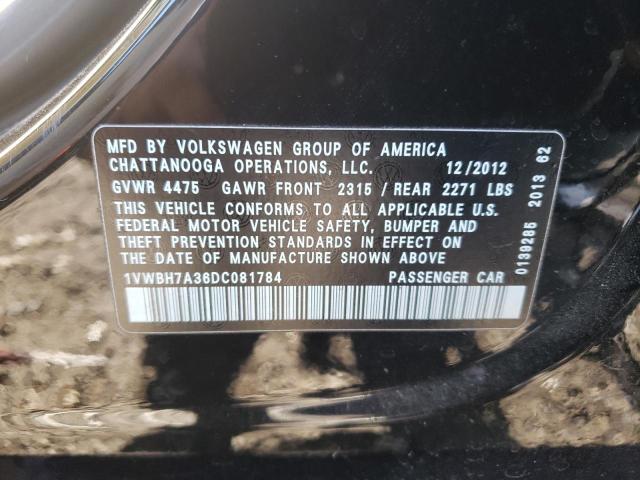 MFD BY VOLKSWAGEN GROUP OF AMERICA
CHATTANOOGA OPERATIONS, LLC. 12/2012
GVWR 4475 GAWR FRONT 2315 / REAR 2271 LBS
THIS VEHICLE CONFORMS TO ALL APPLICABLE U.S.
FEDERAL MOTOR VEHICLE SAFETY, BUMPER AND
THEFT PREVENTION STANDARDS IN EFFECT ON
THE DATE OF MANUFACTURE SHOWN ABOVE
1VWBH7A36DC081784 PASSENGER CAR
0139286 2013 62